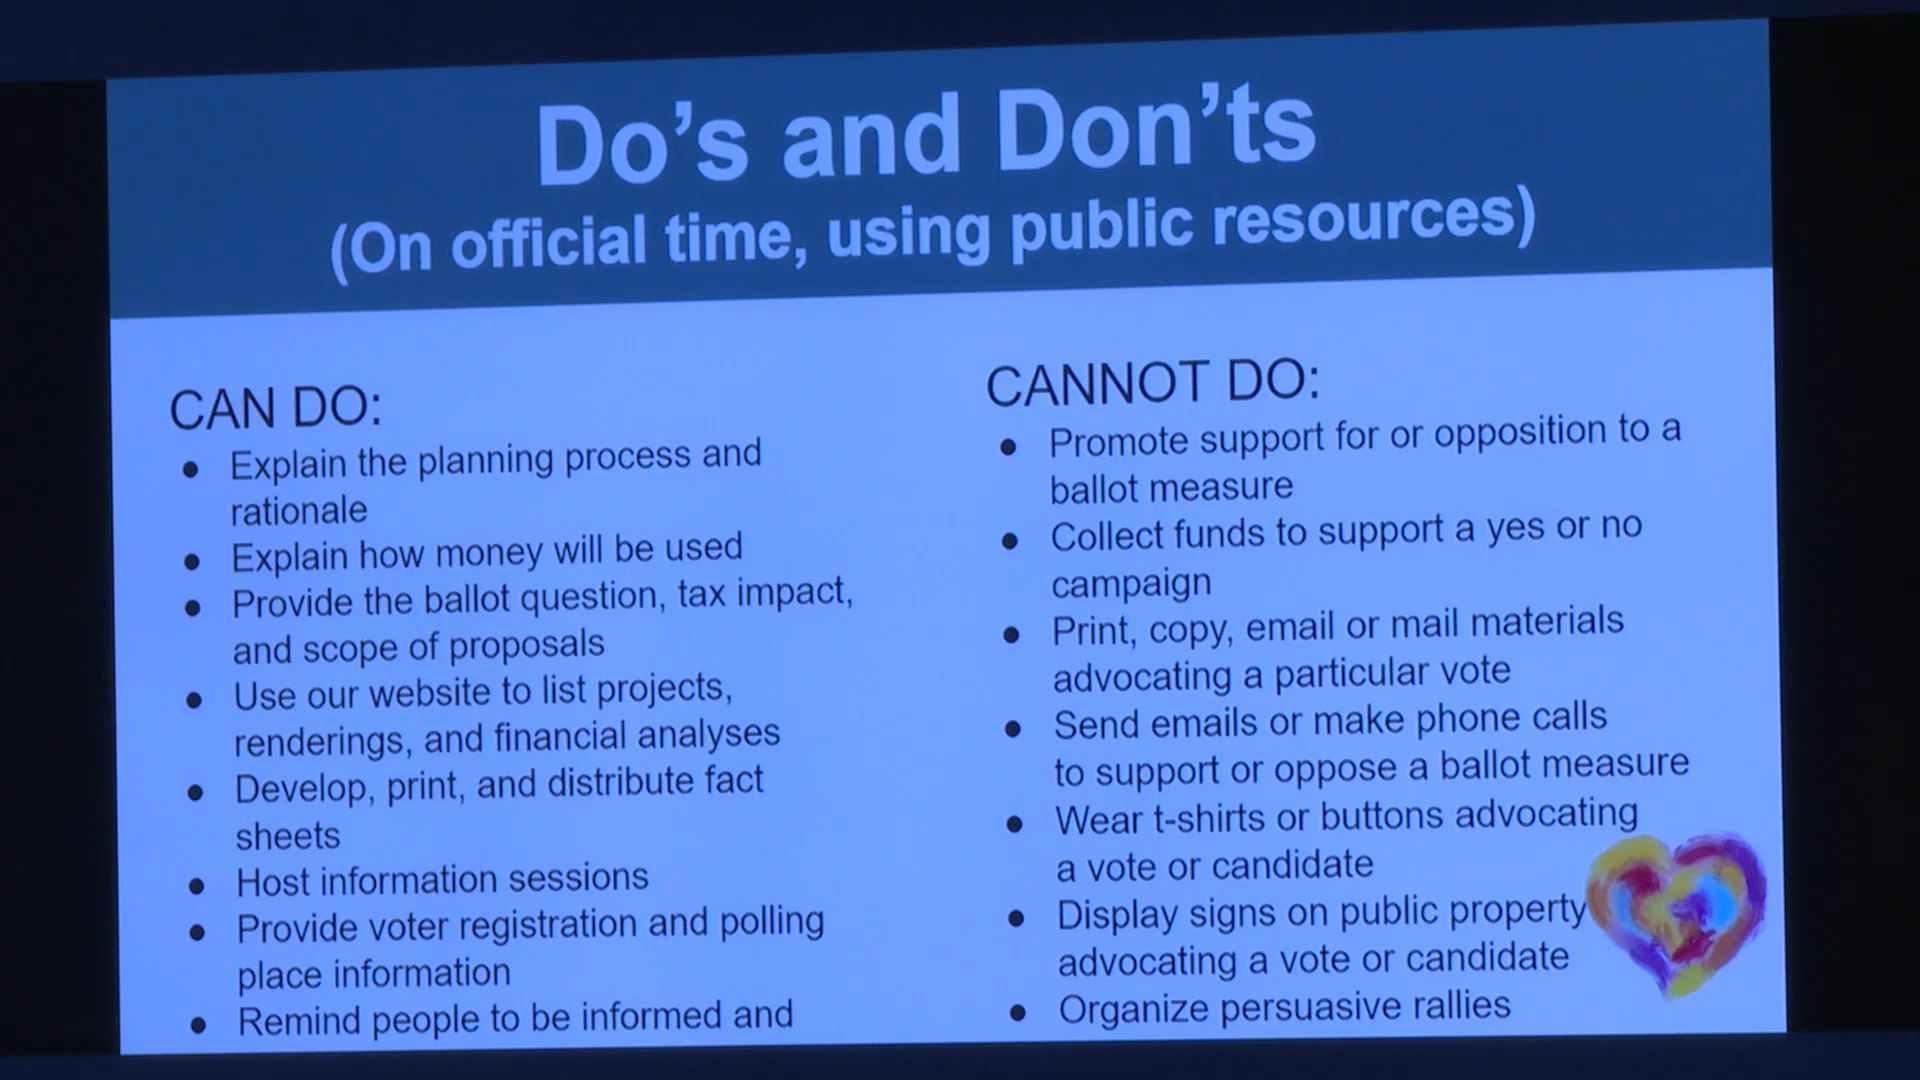 Do’s and Don’ts
(On official time, using public resources)
CAN DO:
● Explain the planning process and
rationale
● Explain how money will be used
● Provide the ballot question, tax impact,
and scope of proposals
● Use our website to list projects,
renderings, and financial analyses
● Develop, print, and distribute fact
sheets
● Host information sessions
● Provide voter registration and polling
place information
● Remind people to be informed and
CANNOT DO:
● Promote support for or opposition to a
ballot measure
● Collect funds to support a yes or no
campaign
● Print, copy, email or mail materials
advocating a particular vote
● Send emails or make phone calls
to support or oppose a ballot measure
● Wear t-shirts or buttons advocating
a vote or candidate
● Display signs on public property
advocating a vote or candidate
● Organize persuasive rallies